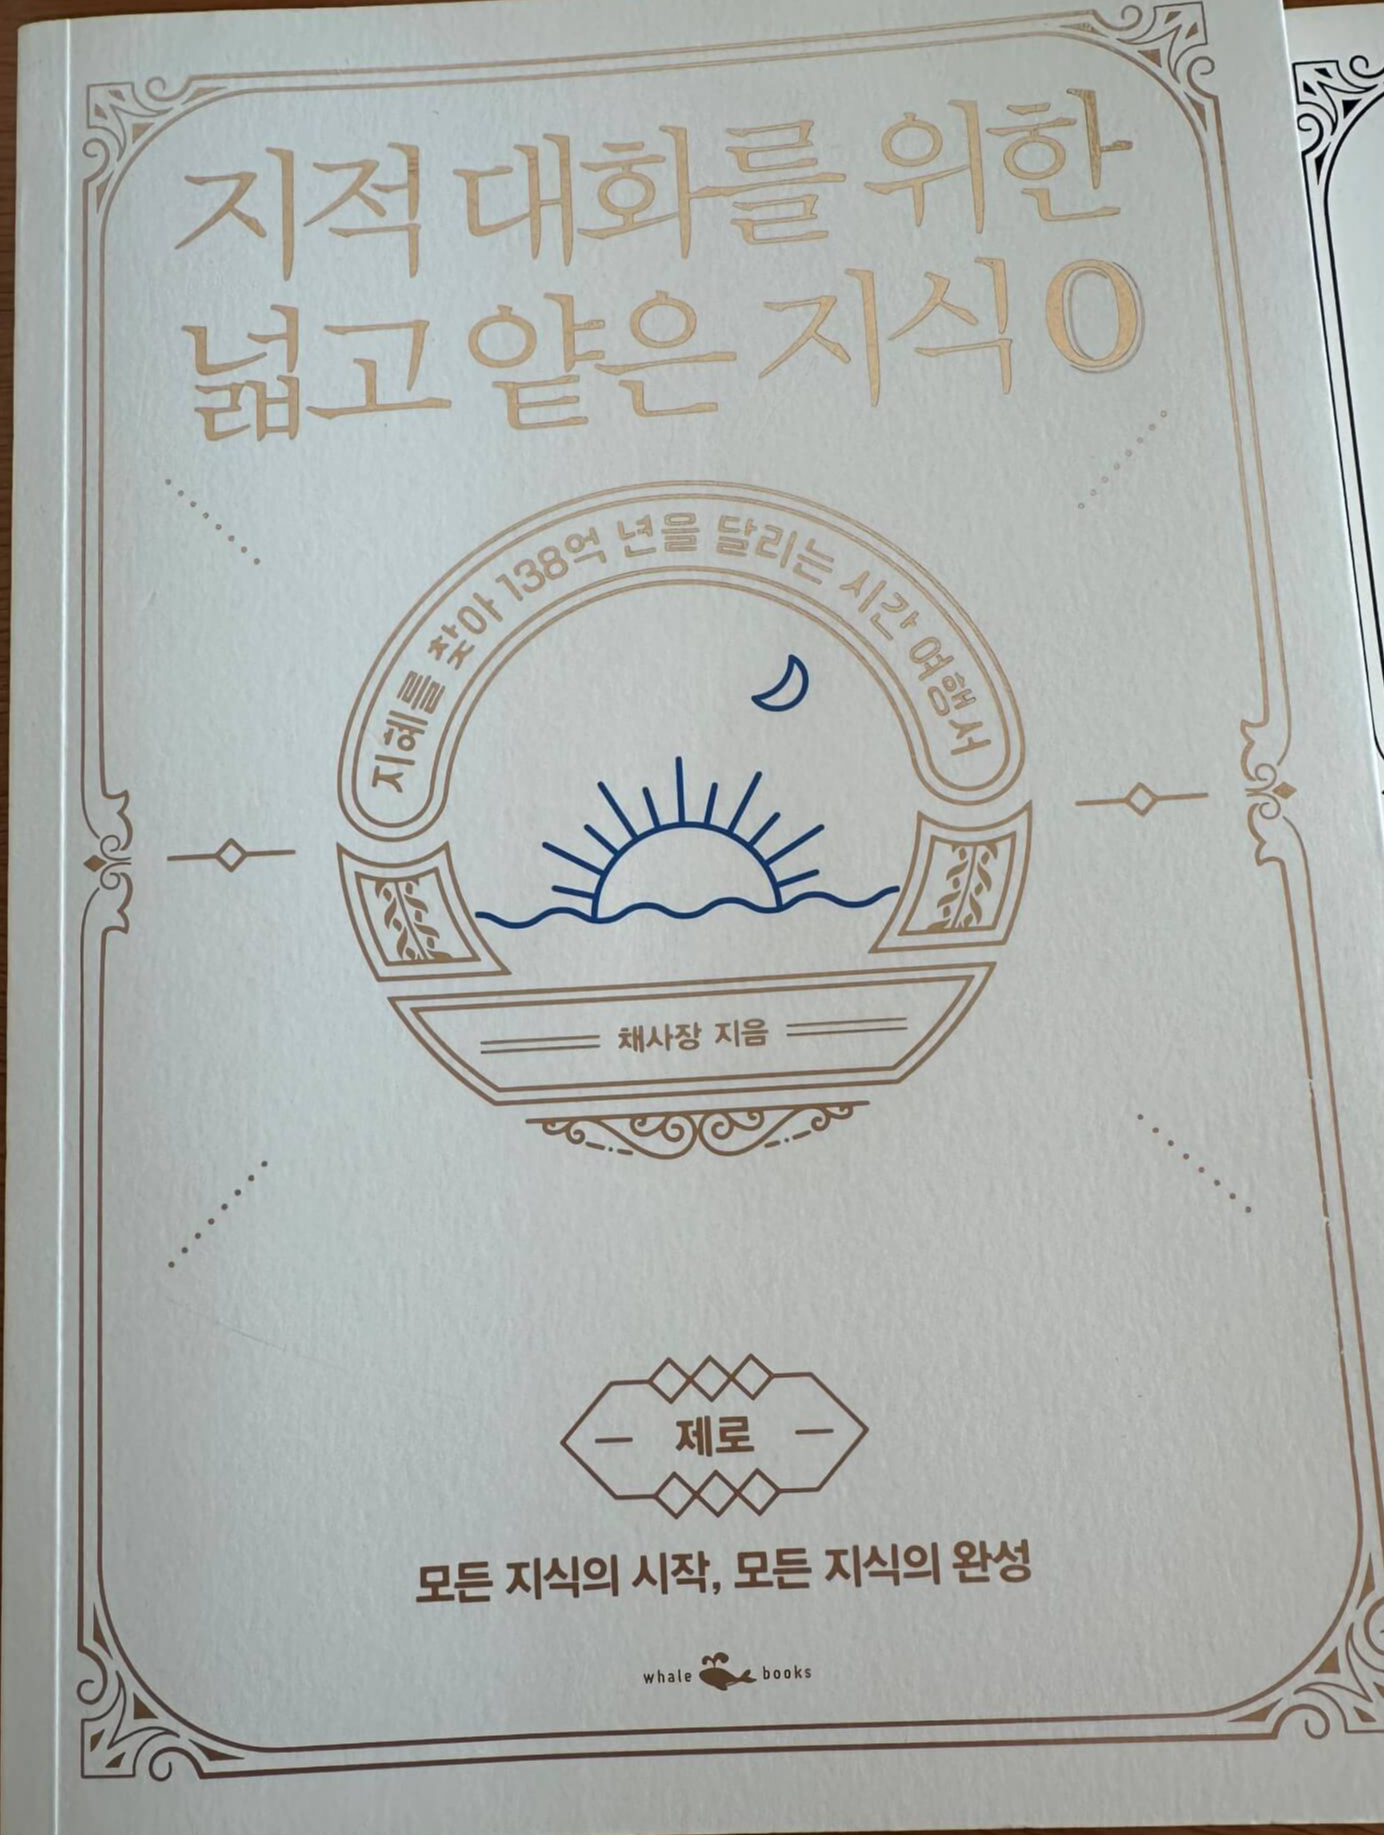 지적 대화를 위한
넓고 얕은 지식 0
지혜를 찾아 138억 년을 달리는 시간 여행서
채사장 지음
제로
모든 지식의 시작, 모든 지식의 완성
whale books